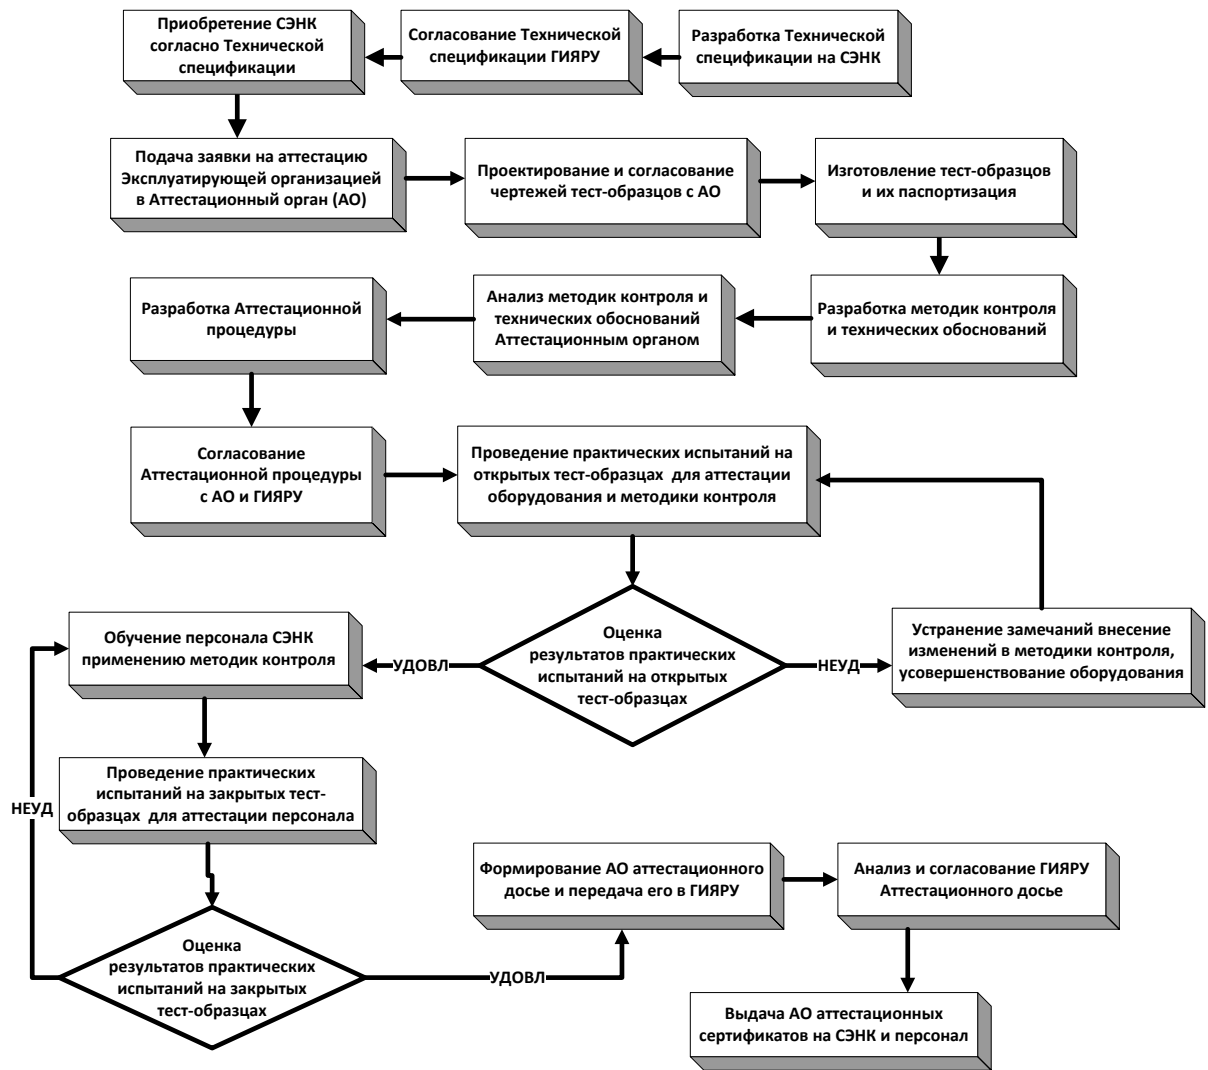 Приобретение СЭНК
согласно Технической
спецификации
Согласование Технической
спецификации ГИЯРУ
Разработка Технической
спецификации на СЭНК
Подача заявки на аттестацию
Эксплуатирующей организацией
в Аттестационный орган (АО)
Проектирование и согласование
чертежей тест-образцов с АО
Изготовление тест-образцов
и их паспортизация
Разработка Аттестационной
процедуры
Анализ методик контроля и
технических обоснований
Аттестационным органом
Разработка методик контроля
и технических обоснований
Согласование
Аттестационной процедуры
с АО и ГИЯРУ
Проведение практических испытаний на
открытых тест-образцах для аттестации
оборудования и методики контроля
Обучение персонала СЭНК
применению методик контроля
УДОВЛ
Оценка
результатов практических
испытаний на открытых
тест-образцах
НЕУД
Устранение замечаний внесение
изменений в методики контроля,
усовершенствование оборудования
Проведение практических
испытаний на закрытых тест-
образцах для аттестации персонала
НЕУД
Формирование АО аттестационного
досье и передача его в ГИЯРУ
Анализ и согласование ГИЯРУ
Аттестационного досье
Оценка
результатов практических
испытаний на закрытых
тест-образцах
УДОВЛ
Выдача АО аттестационных
сертификатов на СЭНК и персонал